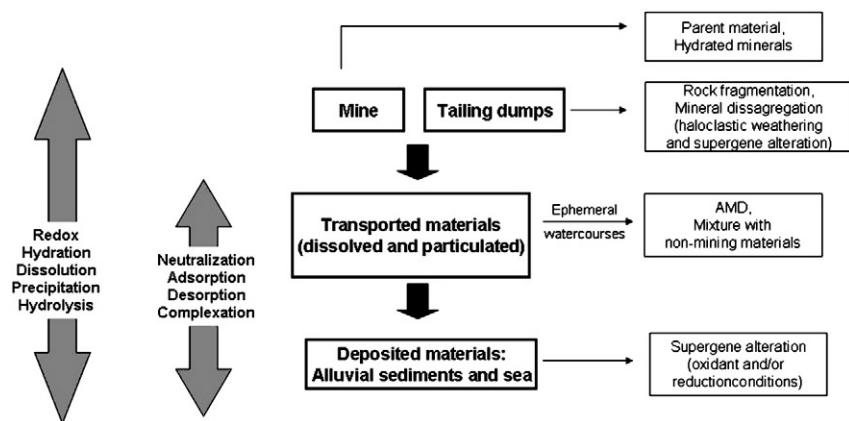 Parent material,
Hydrated minerals
Mine
Tailing dumps
Rock fragmentation,
Mineral dissagregation
(haloclastic weathering
and supergene alteration)
Redox
Hydration
Dissolution
Precipitation
Hydrolysis
Neutralization
Adsorption
Desorption
Complexation
Transported materials
(dissolved and particulated)
Ephemeral
watercourses
AMD,
Mixture with
non-mining materials
Deposited materials:
Alluvial sediments and sea
Supergene alteration
(oxidant and/or
reductionconditions)